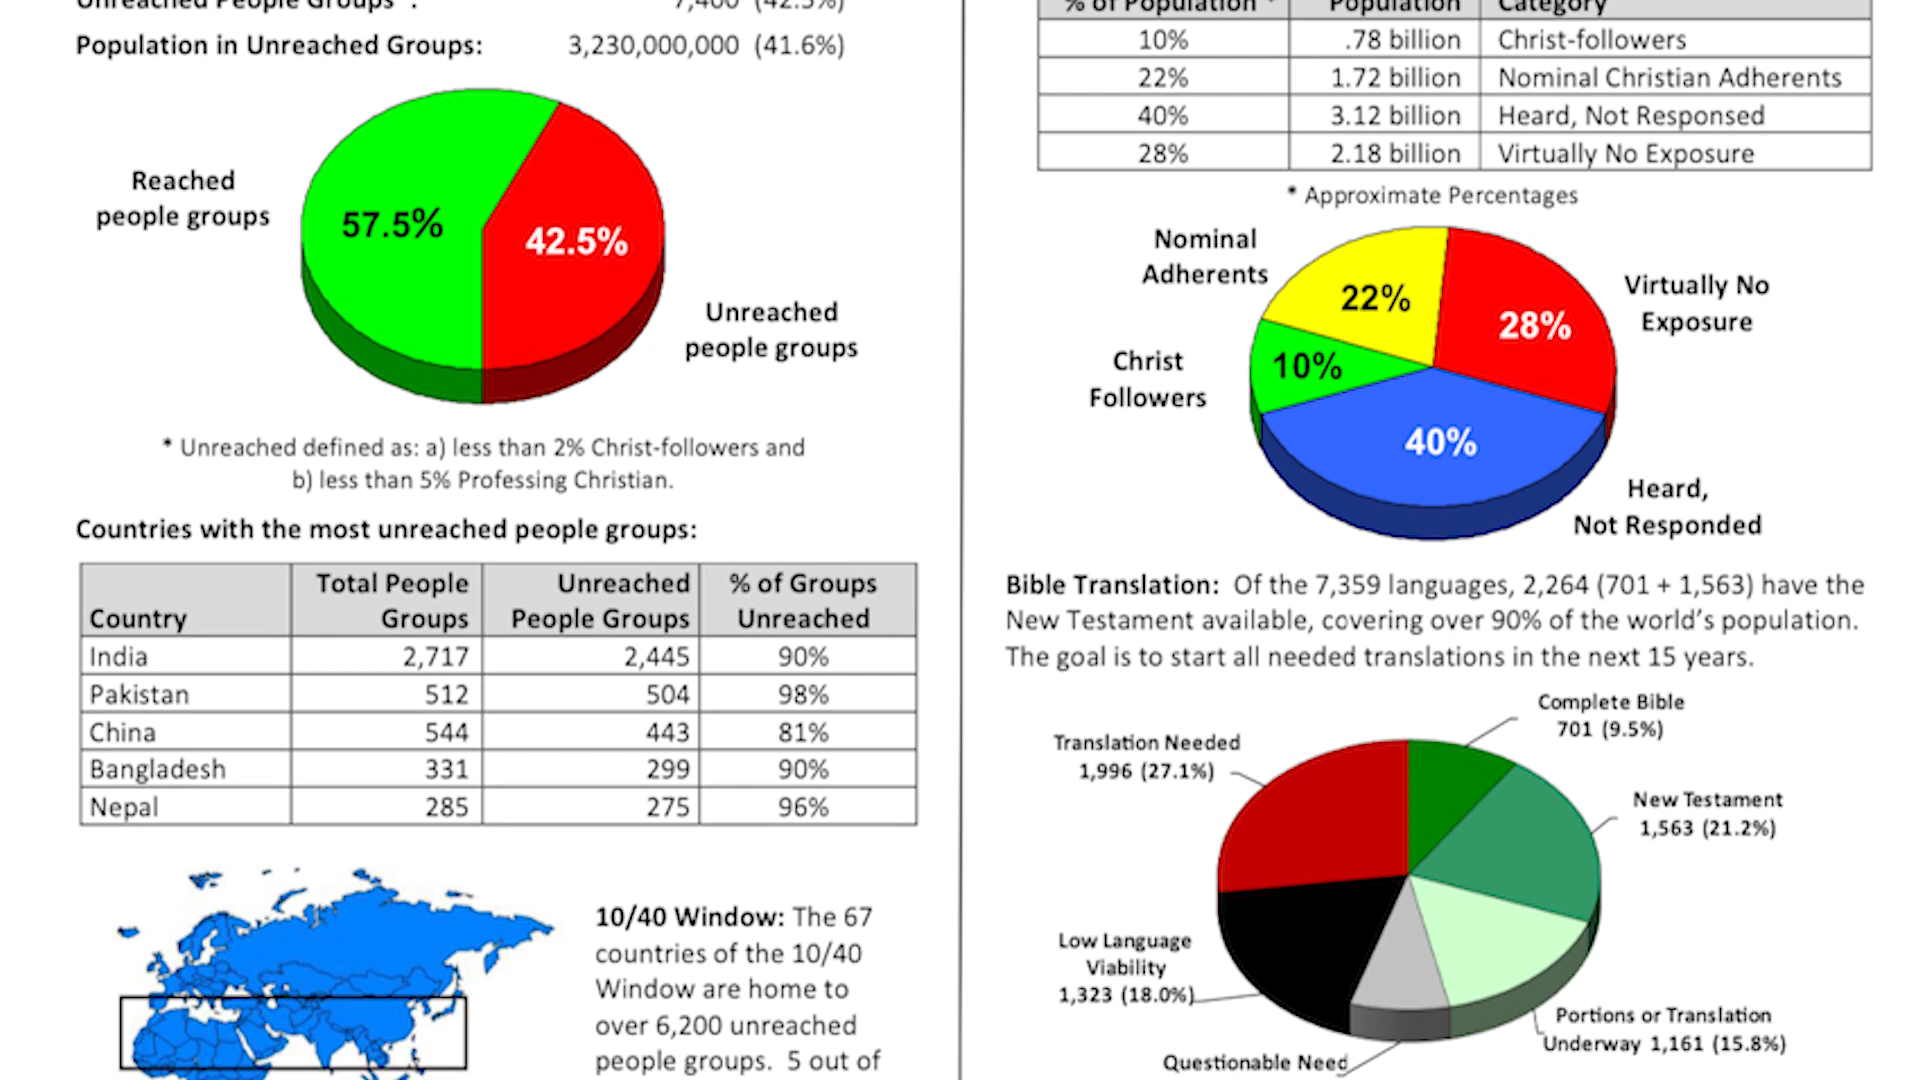 Unreached People Groups * : 7,400 (42.5%)
Population in Unreached Groups: 3,230,000,000 (41.6%)
57.5%
42.5%
Reached
people groups
Unreached
people groups
* Unreached defined as: a) less than 2% Christ-followers and
b) less than 5% Professing Christian.
Countries with the most unreached people groups:
Country Total People Groups Unreached People Groups % of Groups Unreached
India 2,717 2,445 90%
Pakistan 512 504 98%
China 544 443 81%
Bangladesh 331 299 90%
Nepal 285 275 96%
10/40 Window: The 67
countries of the 10/40
Window are home to
over 6,200 unreached
people groups. 5 out of
% of Population * Population Category
10% .78 billion Christ-followers
22% 1.72 billion Nominal Christian Adherents
40% 3.12 billion Heard, Not Responsed
28% 2.18 billion Virtually No Exposure
* Approximate Percentages
Nominal
Adherents
22%
28%
Virtually No
Exposure
Christ
Followers
10%
40%
Heard,
Not Responded
Bible Translation: Of the 7,359 languages, 2,264 (701 + 1,563) have the
New Testament available, covering over 90% of the world’s population.
The goal is to start all needed translations in the next 15 years.
Complete Bible
701 (9.5%)
Translation Needed
1,996 (27.1%)
New Testament
1,563 (21.2%)
Low Language
Viability
1,323 (18.0%)
Portions or Translation
Underway 1,161 (15.8%)
Questionable Need